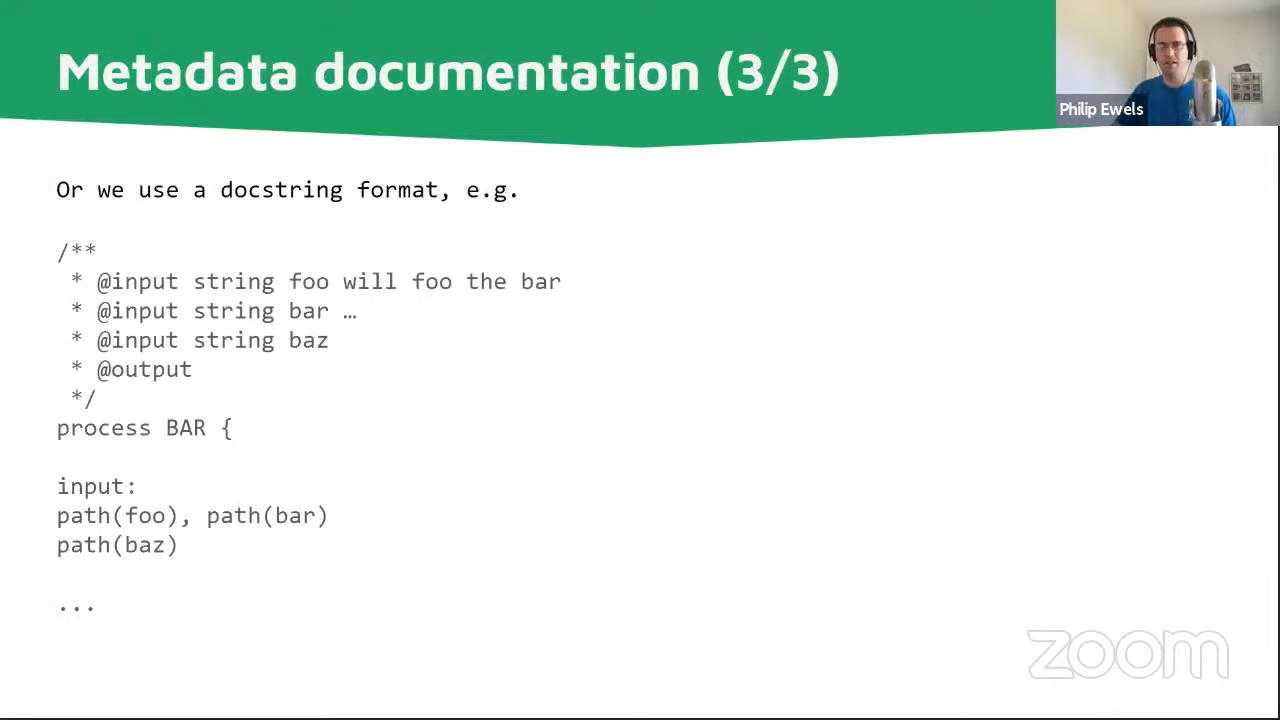 Metadata documentation (3/3)
Philip Ewels
Or we use a docstring format, e.g.
/**
* @input string foo will foo the bar
* @input string bar …
* @input string baz
* @output
*/
process BAR {
input:
path(foo), path(bar)
path(baz)
...
zoom